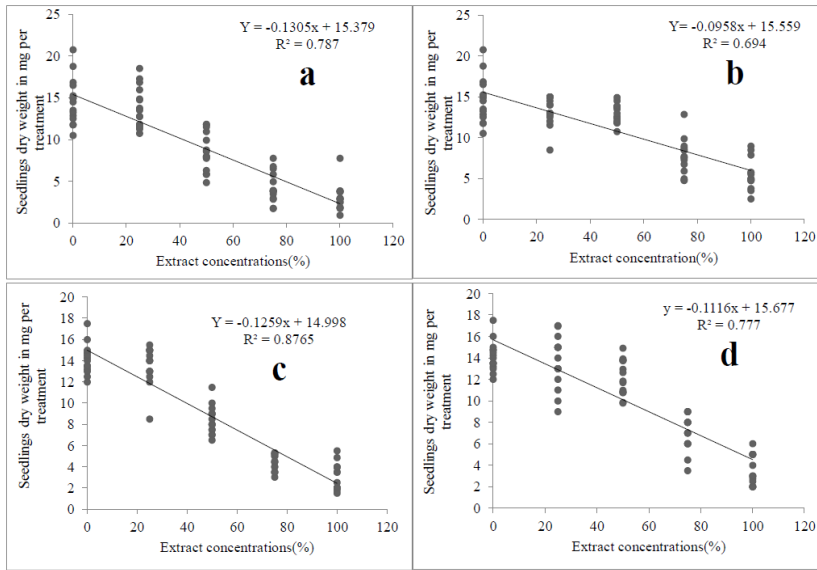 25
20
15
10
5
0
0 20 40 60 80 100 120
Seedlings dry weight in mg per
treatment
Extract concentrations(%)
Y = -0.1305x + 15.379
R² = 0.787
a
25
20
15
10
5
0
0 20 40 60 80 100 120
Seedlings dry weight in mg per
treatment
Extract concentration(%)
Y = -0.0958x + 15.559
R² = 0.694
b
18
16
14
12
10
8
6
4
2
0
0 20 40 60 80 100 120
Seedlings dry weight in mg per
treatment
Extract concentrations(%)
Y = -0.1259x + 14.998
R² = 0.8765
c
20
18
16
14
12
10
8
6
4
2
0
0 20 40 60 80 100 120
Seedlings dry weight in mg per
treatment
Extract concentrations(%)
y = -0.1116x + 15.677
R² = 0.777
d